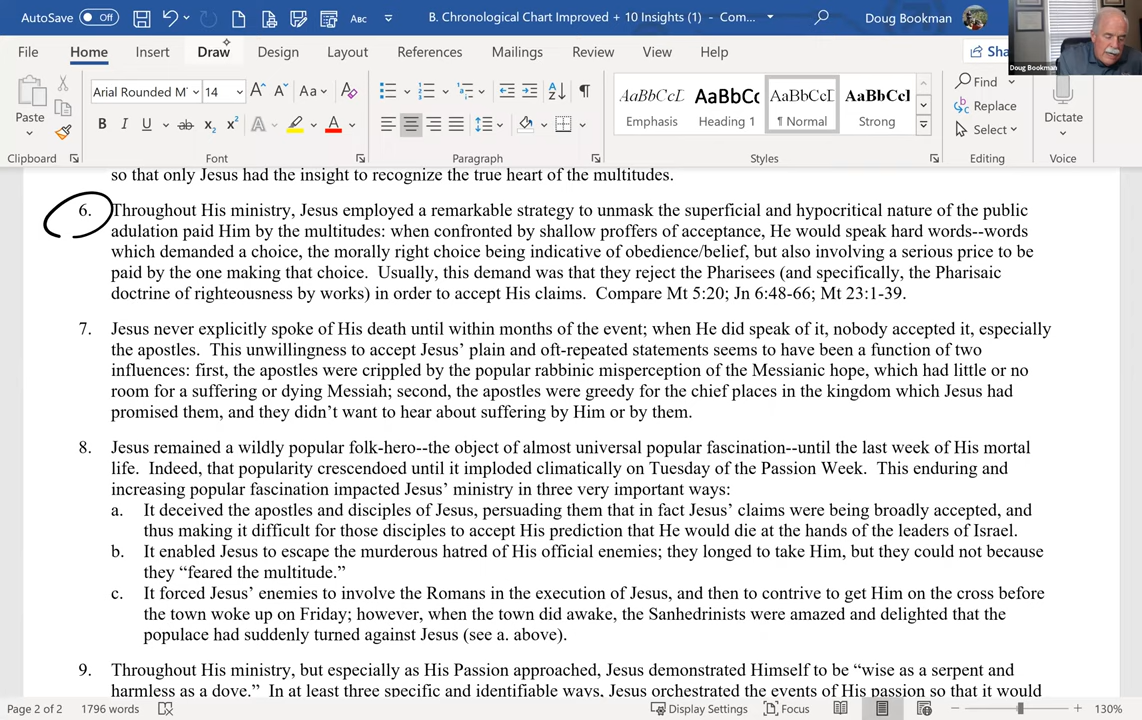 AutoSave Off Abc B. Chronological Chart Improved + 10 Insights (1) - Com... Doug Bookman
File Home Insert Draw Design Layout References Mailings Review View Help Sha
Doug Bookman
Paste
Arial Rounded M 14 Aa
B I U ab x₂ x² A A
AaBbCcL AaBbCc AaBbCcI AaBbCcl
Emphasis Heading 1 ¶ Normal Strong
Find
Replace
Select
Dictate
Clipboard Font Paragraph Styles Editing Voice
so that only Jesus had the insight to recognize the true heart of the multitudes.
6. Throughout His ministry, Jesus employed a remarkable strategy to unmask the superficial and hypocritical nature of the public
adulation paid Him by the multitudes: when confronted by shallow proffers of acceptance, He would speak hard words--words
which demanded a choice, the morally right choice being indicative of obedience/belief, but also involving a serious price to be
paid by the one making that choice. Usually, this demand was that they reject the Pharisees (and specifically, the Pharisaic
doctrine of righteousness by works) in order to accept His claims. Compare Mt 5:20; Jn 6:48-66; Mt 23:1-39.
7. Jesus never explicitly spoke of His death until within months of the event; when He did speak of it, nobody accepted it, especially
the apostles. This unwillingness to accept Jesus’ plain and oft-repeated statements seems to have been a function of two
influences: first, the apostles were crippled by the popular rabbinic misperception of the Messianic hope, which had little or no
room for a suffering or dying Messiah; second, the apostles were greedy for the chief places in the kingdom which Jesus had
promised them, and they didn’t want to hear about suffering by Him or by them.
8. Jesus remained a wildly popular folk-hero--the object of almost universal popular fascination--until the last week of His mortal
life. Indeed, that popularity crescendoed until it imploded climatically on Tuesday of the Passion Week. This enduring and
increasing popular fascination impacted Jesus’ ministry in three very important ways:
a. It deceived the apostles and disciples of Jesus, persuading them that in fact Jesus’ claims were being broadly accepted, and
thus making it difficult for those disciples to accept His prediction that He would die at the hands of the leaders of Israel.
b. It enabled Jesus to escape the murderous hatred of His official enemies; they longed to take Him, but they could not because
they “feared the multitude.”
c. It forced Jesus’ enemies to involve the Romans in the execution of Jesus, and then to contrive to get Him on the cross before
the town woke up on Friday; however, when the town did awake, the Sanhedrinists were amazed and delighted that the
populace had suddenly turned against Jesus (see a. above).
9. Throughout His ministry, but especially as His Passion approached, Jesus demonstrated Himself to be “wise as a serpent and
harmless as a dove.” In at least three specific and identifiable ways, Jesus orchestrated the events of His passion so that it would
Page 2 of 2 1796 words Display Settings Focus 130%